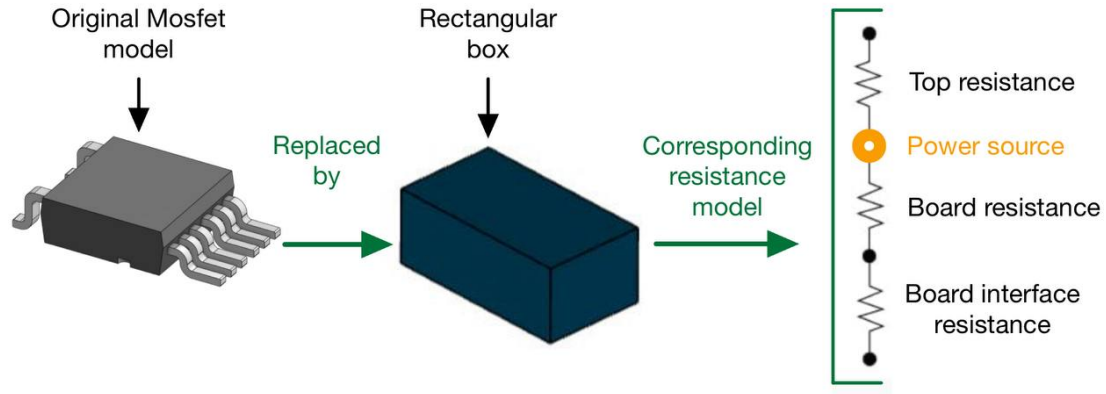 Original Mosfet
model
Rectangular
box
Replaced
by
Corresponding
resistance
model
Top resistance
Power source
Board resistance
Board interface
resistance